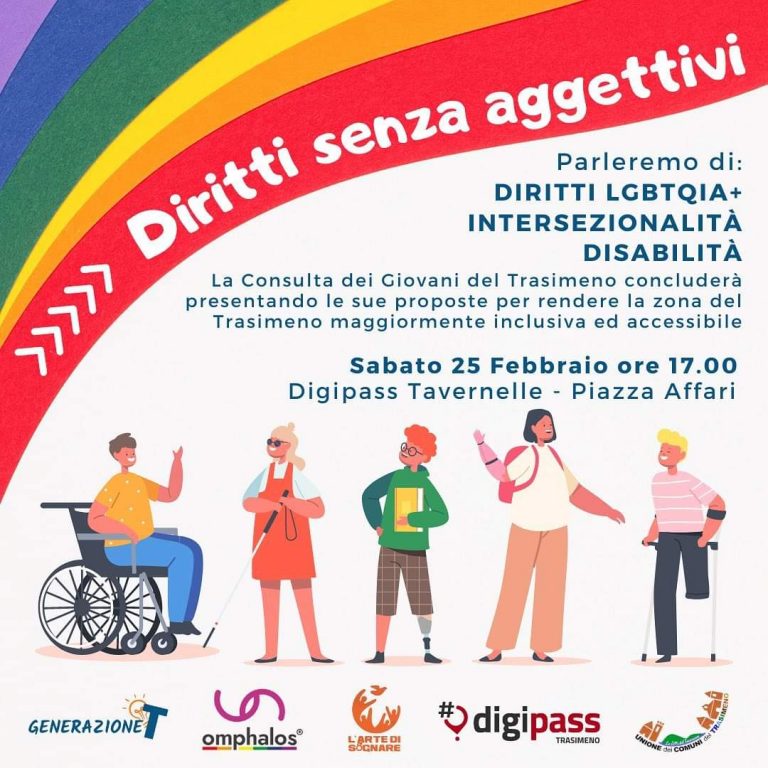 Diritti senza aggettivi
Parleremo di:
DIRITTI LGBTQIA+
INTERSEZIONALITÀ
DISABILITÀ
La Consulta dei Giovani del Trasimeno concluderà
presentando le sue proposte per rendere la zona del
Trasimeno maggiormente inclusiva ed accessibile
Sabato 25 Febbraio ore 17.00
Digipass Tavernelle - Piazza Affari
GENERAZIONE T
omphalos®
L'ARTE DI
SOGNARE
#digipass
TRASIMENO
UNIONE dei COMUNI del TRASIMENO